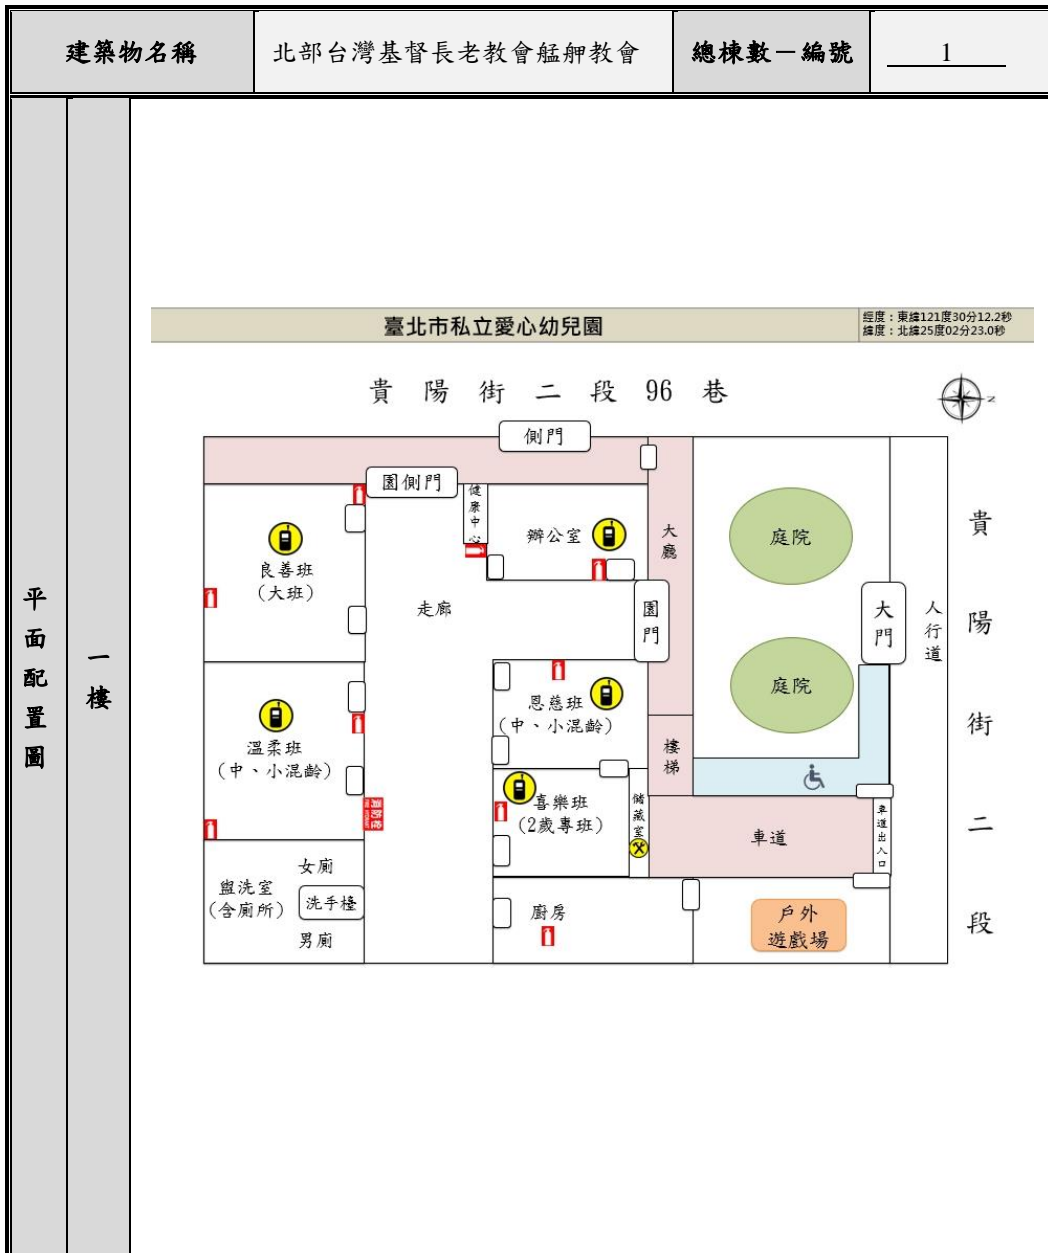 建築物名稱
北部台灣基督長老教會艋舺教會
總棟數－編號
1
平面配置圖
一樓
臺北市私立愛心幼兒園
經度：東經121度30分12.2秒
緯度：北緯25度02分23.0秒
貴陽街二段96巷
N
側門
園側門
健康中心
辦公室
大廳
庭院
貴陽街二段
良善班
(大班)
走廊
園門
大門
人行道
恩慈班
(中、小混齡)
庭院
溫柔班
(中、小混齡)
樓梯
喜樂班
(2歲專班)
儲藏室
車道
車道出入口
消防栓
女廁
盥洗室
(含廁所)
洗手檯
男廁
廚房
戶外
遊戲場